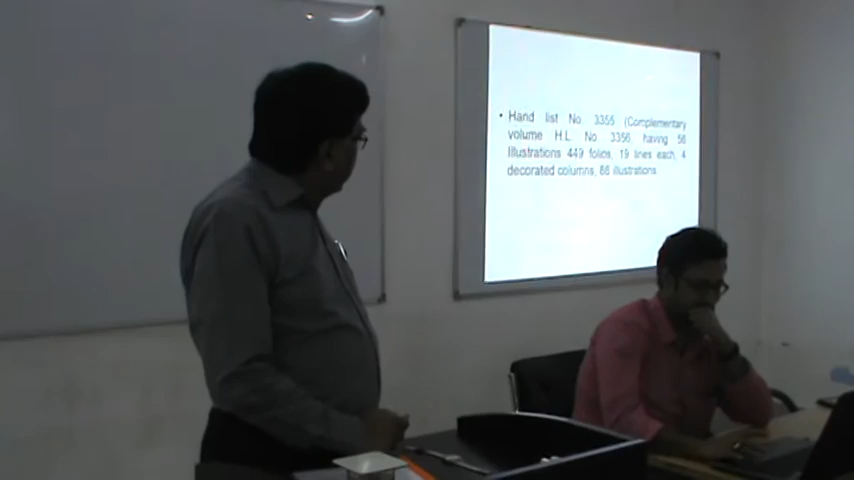 • Hand list No. 3355 (Complementary
volume H.L. No. 3356, having 56
Illustrations 449 folios, 19 lines each, 4
decorated columns, 88 illustrations.